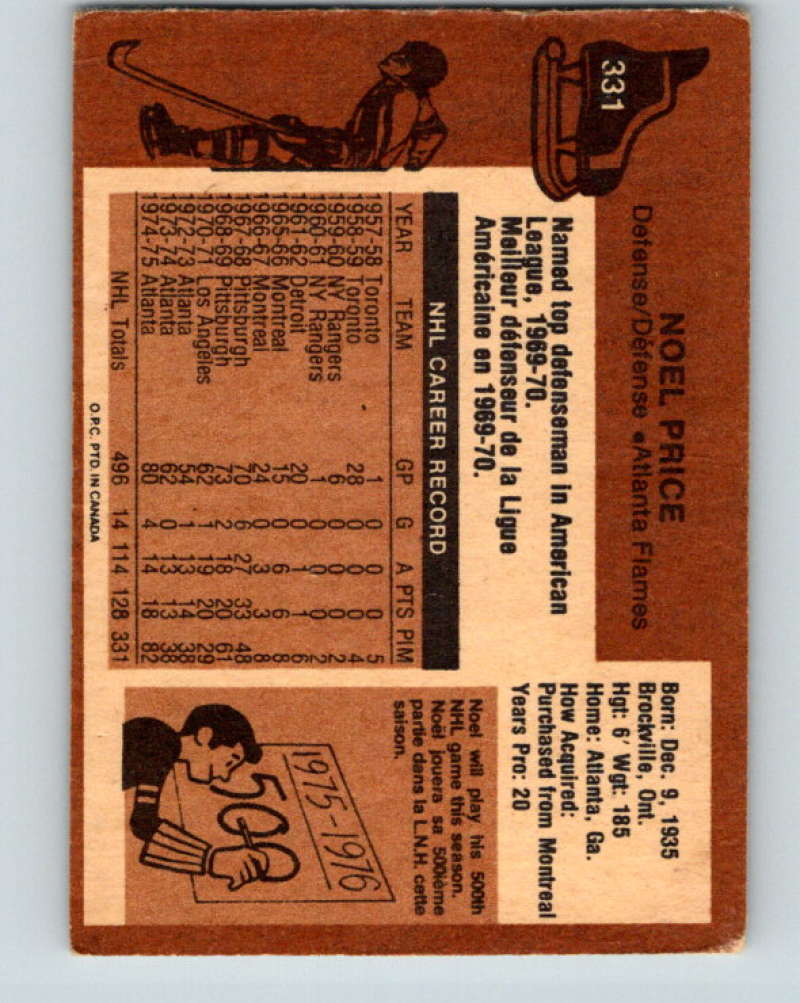 331
NOEL PRICE
Defense/Défense • Atlanta Flames
Named top defenseman in American
League, 1969-70.
Meilleur défenseur de la Ligue
Américaine en 1969-70.
Born: Dec. 9, 1935
Brockville, Ont.
Hgt: 6' Wgt: 185
Home: Atlanta, Ga.
How Acquired:
Purchased from Montreal
Years Pro: 20
NHL CAREER RECORD
YEAR TEAM GP G A PTS PIM
1957-58 Toronto 1 0 0 0 5
1958-59 Toronto 28 0 0 0 4
1959-60 NY Rangers 6 0 0 0 2
1960-61 NY Rangers 1 0 0 0 2
1961-62 Detroit 20 0 1 1 6
1965-66 Montreal 15 0 6 6 8
1966-67 Montreal 24 0 3 3 8
1967-68 Pittsburgh 70 6 27 33 48
1968-69 Pittsburgh 73 2 18 20 61
1970-71 Los Angeles 62 1 19 20 29
1972-73 Atlanta 54 1 13 14 38
1973-74 Atlanta 62 0 13 13 38
1974-75 Atlanta 80 4 14 18 82
NHL Totals 496 14 114 128 331
O.P.C. PTD. IN CANADA
Noel will play his 500th
NHL game this season.
Noël jouera sa 500ième
partie dans la L.N.H. cette
saison.
1975-1976
500